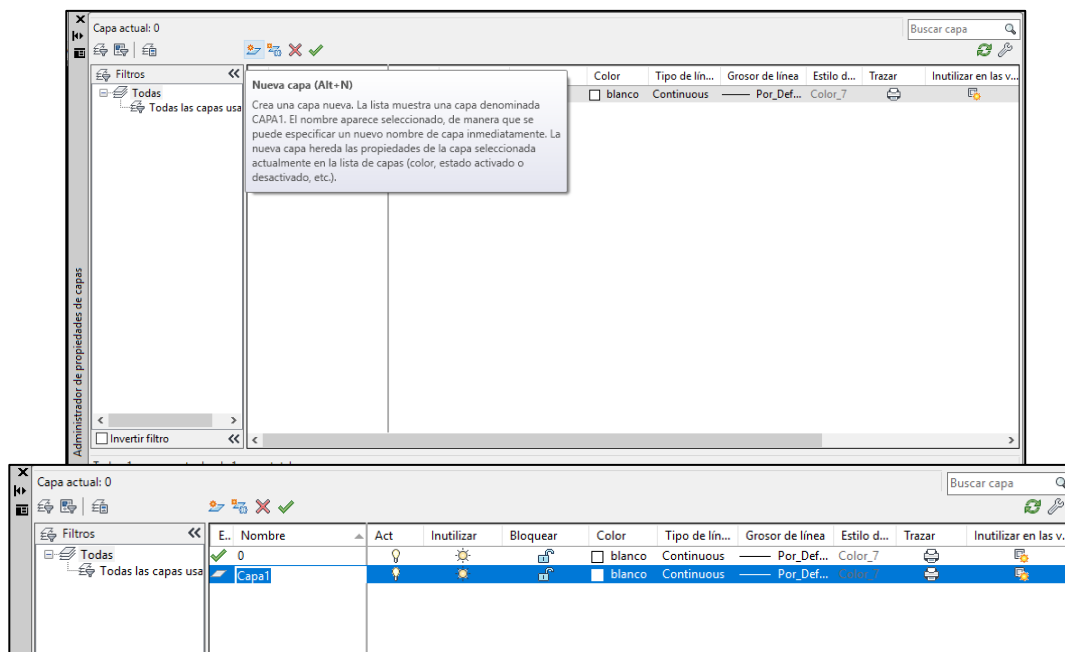 Capa actual: 0
Buscar capa
Filtros
Color Tipo de lín... Grosor de línea Estilo d... Trazar Inutilizar en las v...
Todas
blanco Continuous Por_Def... Color_7
Todas las capas usa
Nueva capa (Alt+N)
Crea una capa nueva. La lista muestra una capa denominada
CAPA1. El nombre aparece seleccionado, de manera que se
puede especificar un nuevo nombre de capa inmediatamente. La
nueva capa hereda las propiedades de la capa seleccionada
actualmente en la lista de capas (color, estado activado o
desactivado, etc.).
Administrador de propiedades de capas
Invertir filtro
Capa actual: 0
Buscar capa
Filtros
E.. Nombre Act Inutilizar Bloquear Color Tipo de lín... Grosor de línea Estilo d... Trazar Inutilizar en las v.
Todas
0 blanco Continuous Por_Def... Color_7
Todas las capas usa
Capa1 blanco Continuous Por_Def... Color_7